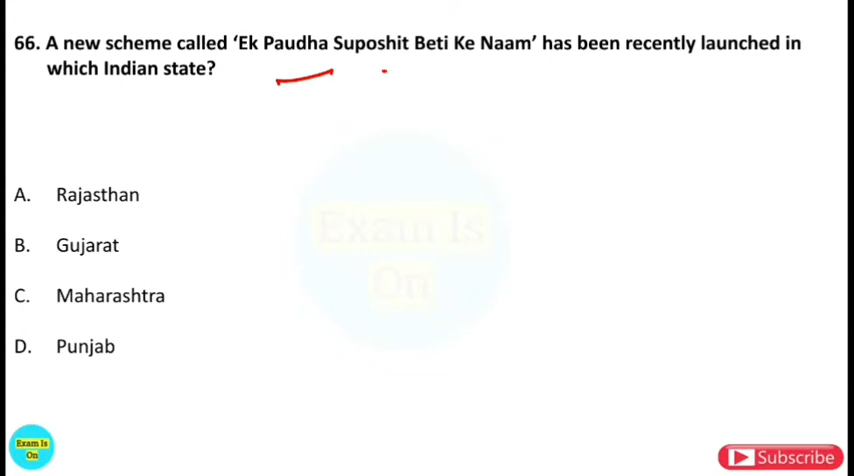 66. A new scheme called ‘Ek Paudha Suposhit Beti Ke Naam’ has been recently launched in
which Indian state?
A. Rajasthan
Exam Is
On
B. Gujarat
C. Maharashtra
D. Punjab
Exam Is
On
Subscribe